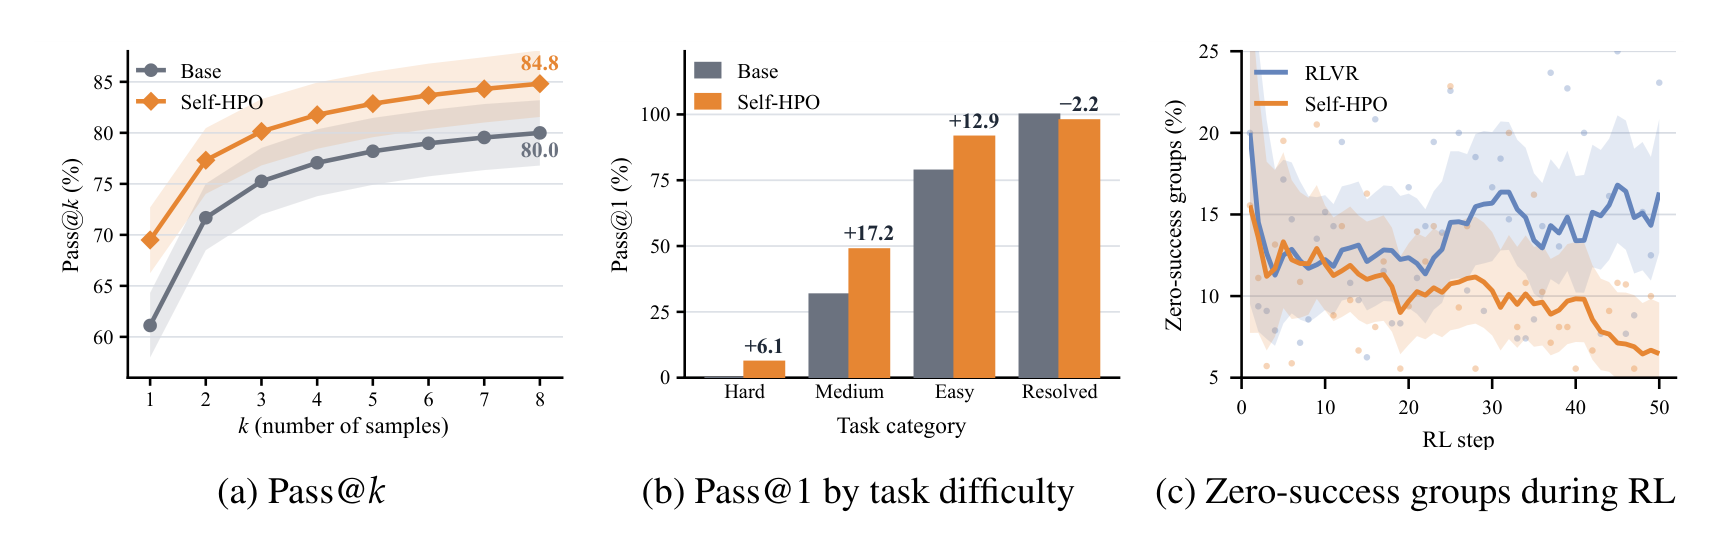 Pass@k (%)
85
80
75
70
65
60
Base
Self-HPO
84.8
80.0
1 2 3 4 5 6 7 8
k (number of samples)
(a) Pass@k
Pass@1 (%)
100
75
50
25
0
Base
Self-HPO
+6.1
+17.2
+12.9
−2.2
Hard Medium Easy Resolved
Task category
(b) Pass@1 by task difficulty
Zero-success groups (%)
25
20
15
10
5
RLVR
Self-HPO
0 10 20 30 40 50
RL step
(c) Zero-success groups during RL